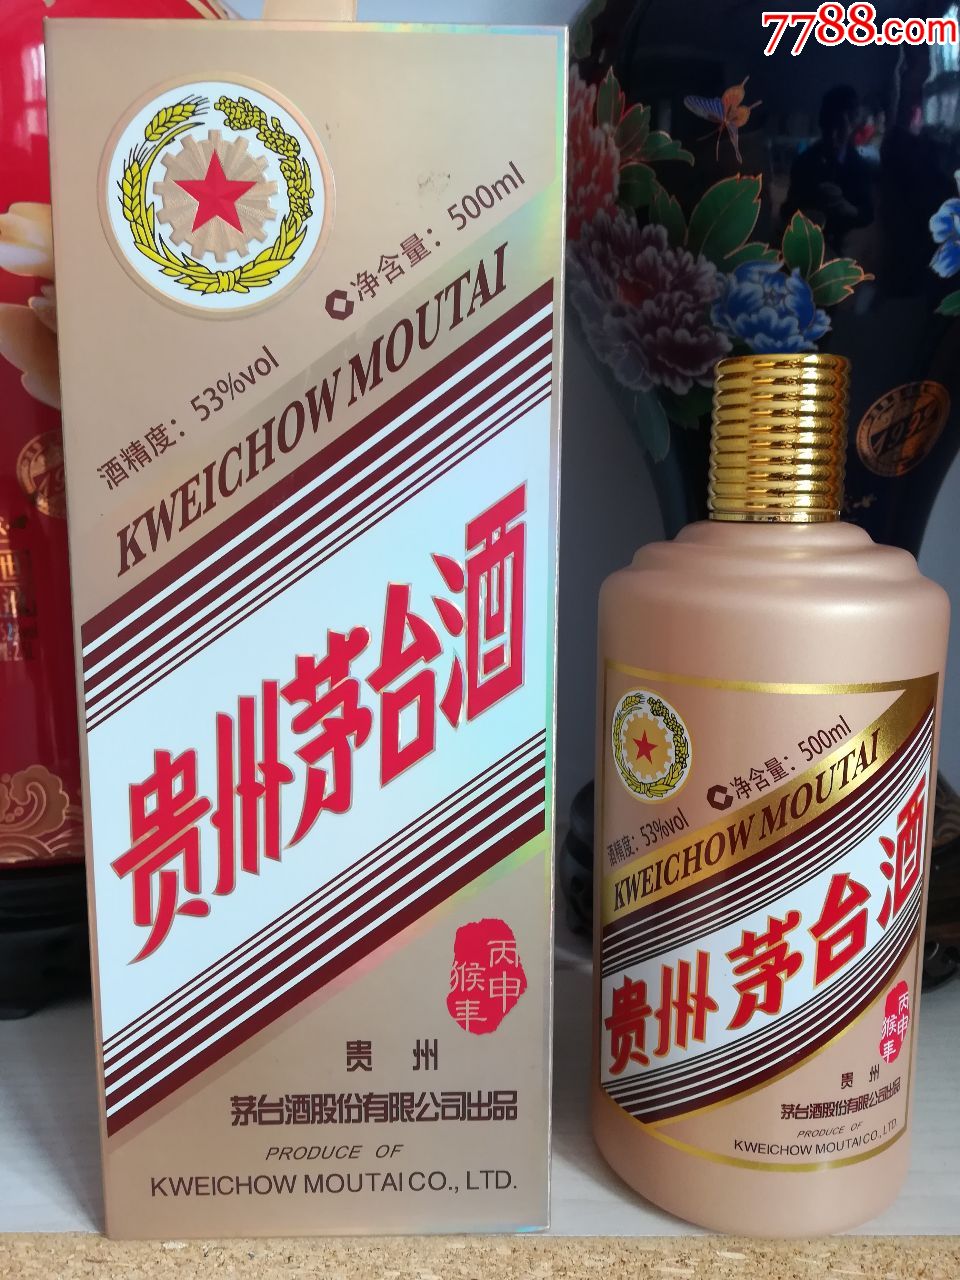 7788.com
净含量：500ml
酒精度：53%vol
KWEICHOW MOUTAI
贵州茅台酒
丙申
猴年
贵州
茅台酒股份有限公司出品
PRODUCE OF
KWEICHOW MOUTAI CO., LTD.
净含量：500ml
酒精度：53%vol
KWEICHOW MOUTAI
贵州茅台酒
丙申
猴年
贵州
茅台酒股份有限公司出品
PRODUCE OF
KWEICHOW MOUTAI CO., LTD.